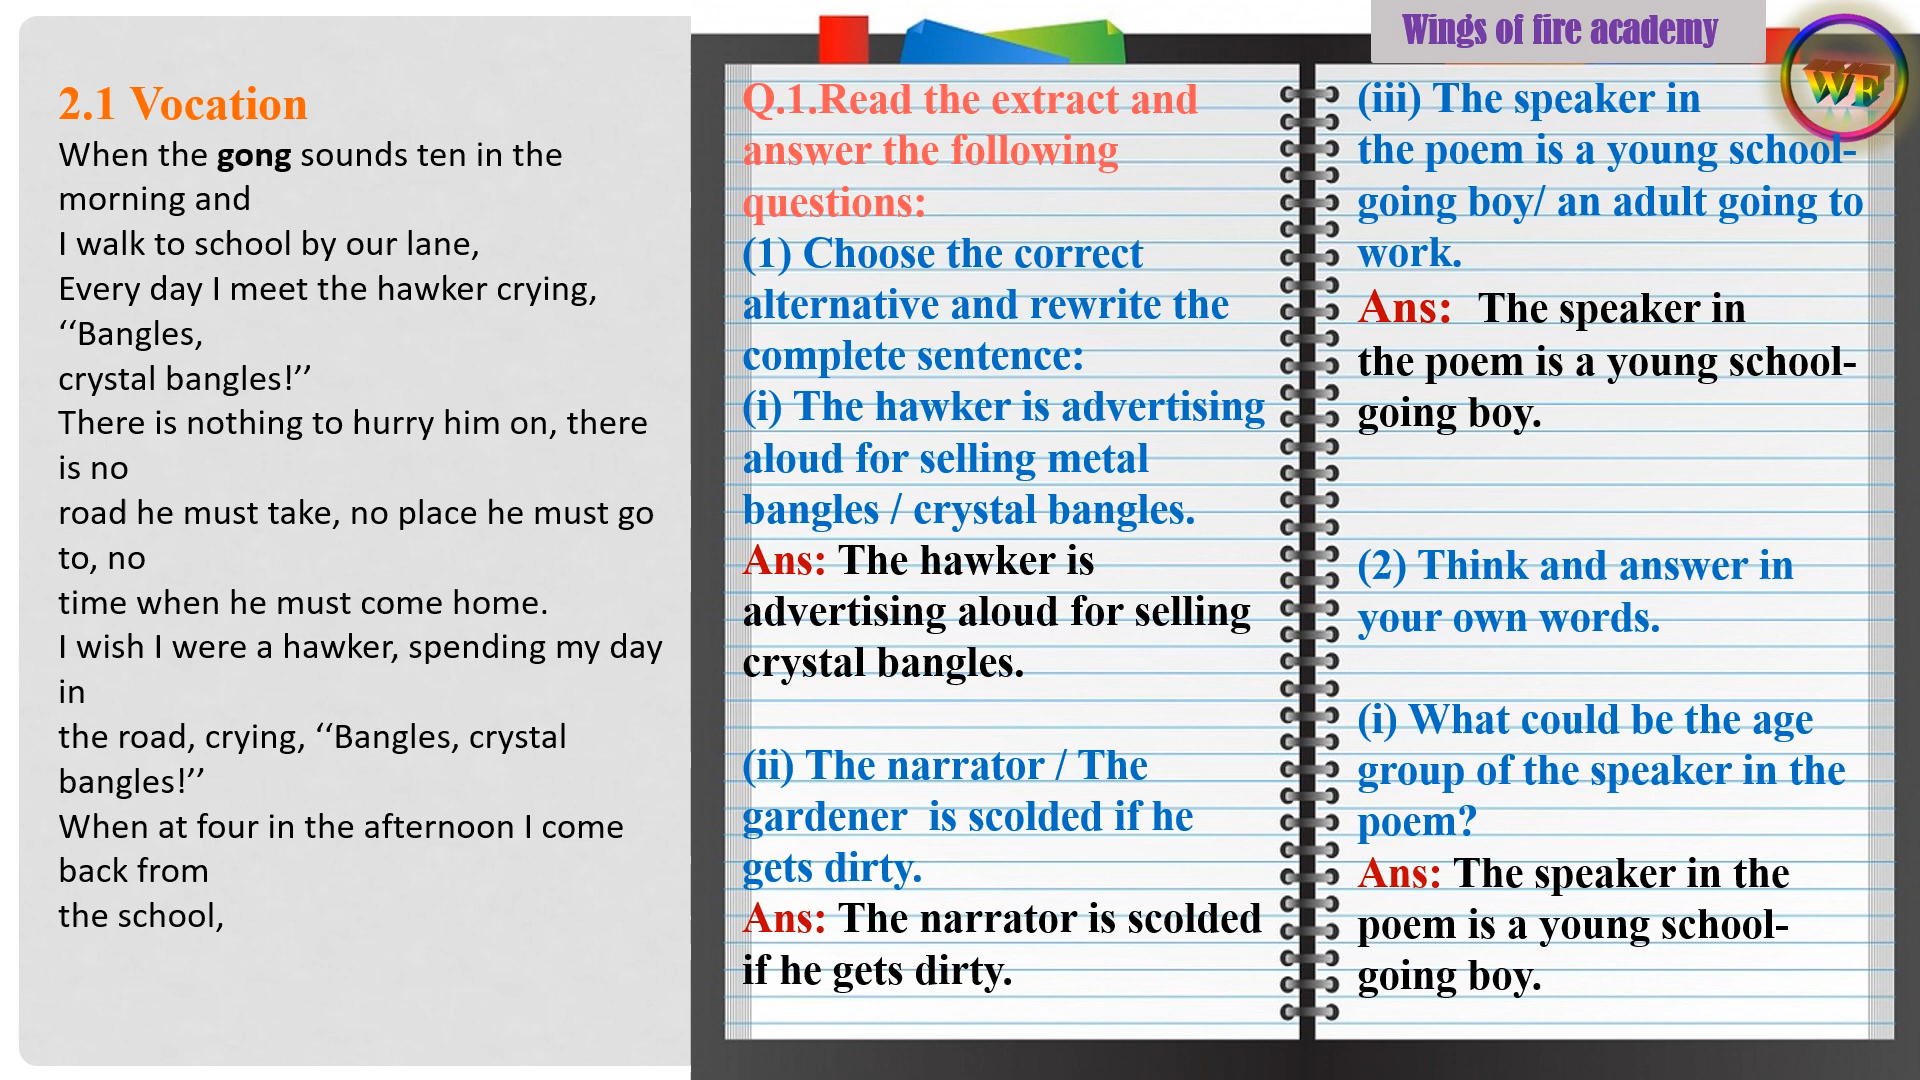 2.1 Vocation
When the gong sounds ten in the
morning and
I walk to school by our lane,
Every day I meet the hawker crying,
‘‘Bangles,
crystal bangles!’’
There is nothing to hurry him on, there
is no
road he must take, no place he must go
to, no
time when he must come home.
I wish I were a hawker, spending my day
in
the road, crying, ‘‘Bangles, crystal
bangles!’’
When at four in the afternoon I come
back from
the school,
Q.1.Read the extract and
answer the following
questions:
(1) Choose the correct
alternative and rewrite the
complete sentence:
(i) The hawker is advertising
aloud for selling metal
bangles / crystal bangles.
Ans: The hawker is
advertising aloud for selling
crystal bangles.
(ii) The narrator / The
gardener is scolded if he
gets dirty.
Ans: The narrator is scolded
if he gets dirty.
Wings of fire academy
WE
(iii) The speaker in
the poem is a young school-
going boy/ an adult going to
work.
Ans: The speaker in
the poem is a young school-
going boy.
(2) Think and answer in
your own words.
(i) What could be the age
group of the speaker in the
poem?
Ans: The speaker in the
poem is a young school-
going boy.